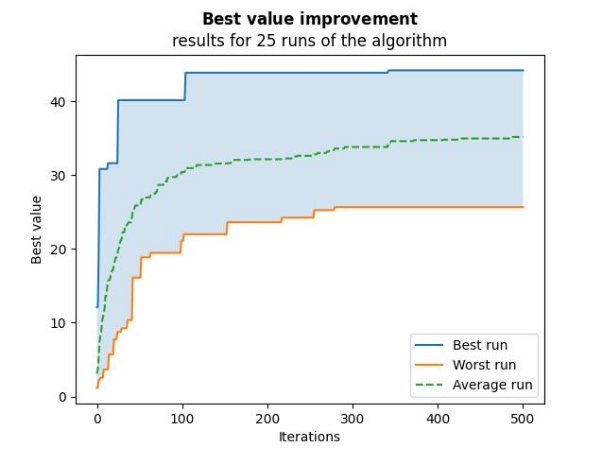 Best value improvement
results for 25 runs of the algorithm
Best value
40
30
20
10
0
Best run
Worst run
Average run
0 100 200 300 400 500
Iterations